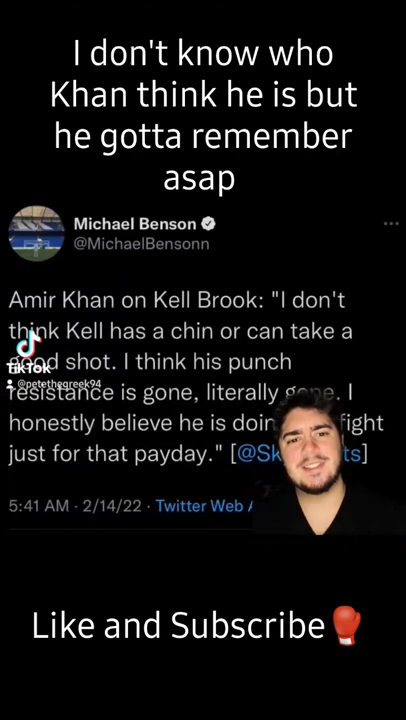 I don't know who
Khan think he is but
he gotta remember
asap
Michael Benson
@MichaelBensonn
Amir Khan on Kell Brook: "I don't
think Kell has a chin or can take a
good shot. I think his punch
TikTok
@petethegreek94
resistance is gone, literally gone. I
honestly believe he is doin fight
just for that payday." [@Sk ts]
5:41 AM · 2/14/22 · Twitter Web
Like and Subscribe🥊